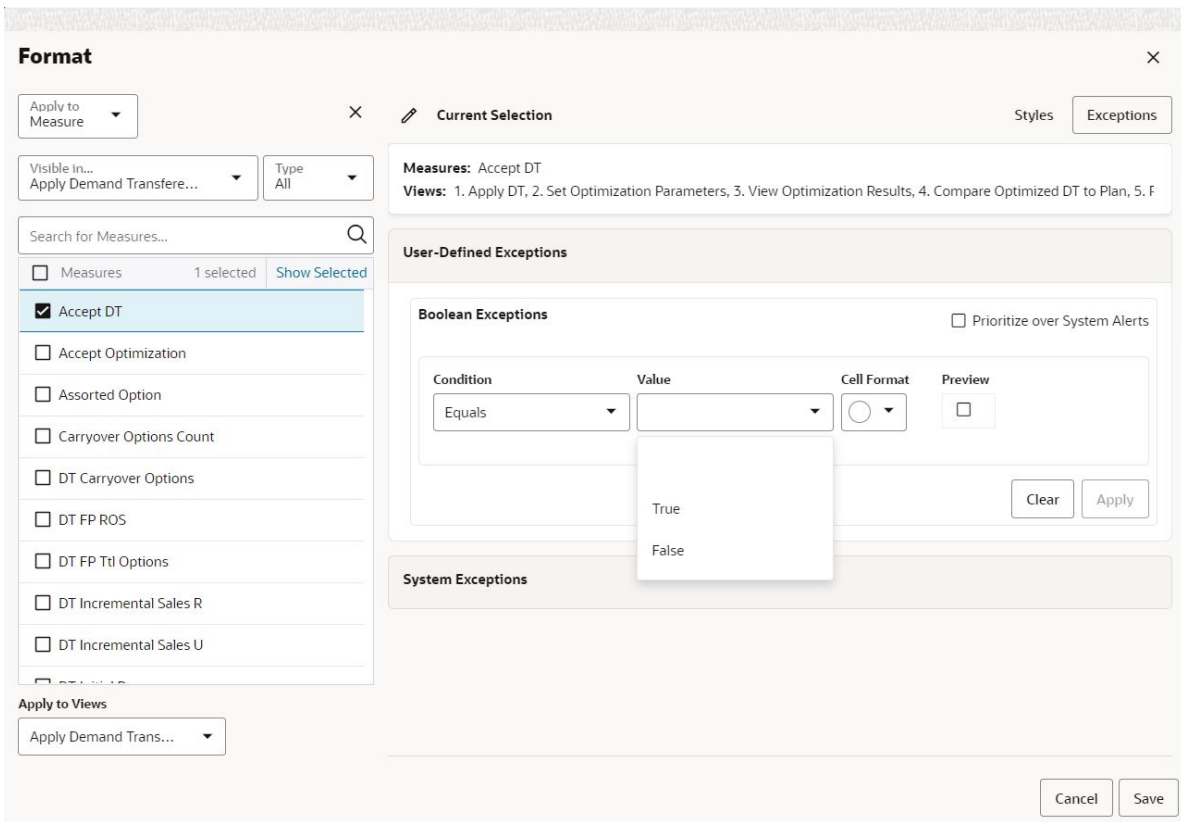 Format
Apply to
Measure
Visible in...
Apply Demand Transfere...
Type
All
Search for Measures...
Measures 1 selected Show Selected
Accept DT
Accept Optimization
Assorted Option
Carryover Options Count
DT Carryover Options
DT FP ROS
DT FP Ttl Options
DT Incremental Sales R
DT Incremental Sales U
Apply to Views
Apply Demand Trans...
Current Selection
Styles
Exceptions
Measures: Accept DT
Views: 1. Apply DT, 2. Set Optimization Parameters, 3. View Optimization Results, 4. Compare Optimized DT to Plan, 5.
User-Defined Exceptions
Boolean Exceptions
Prioritize over System Alerts
Condition Value Cell Format Preview
Equals
True
False
Clear Apply
System Exceptions
Cancel Save